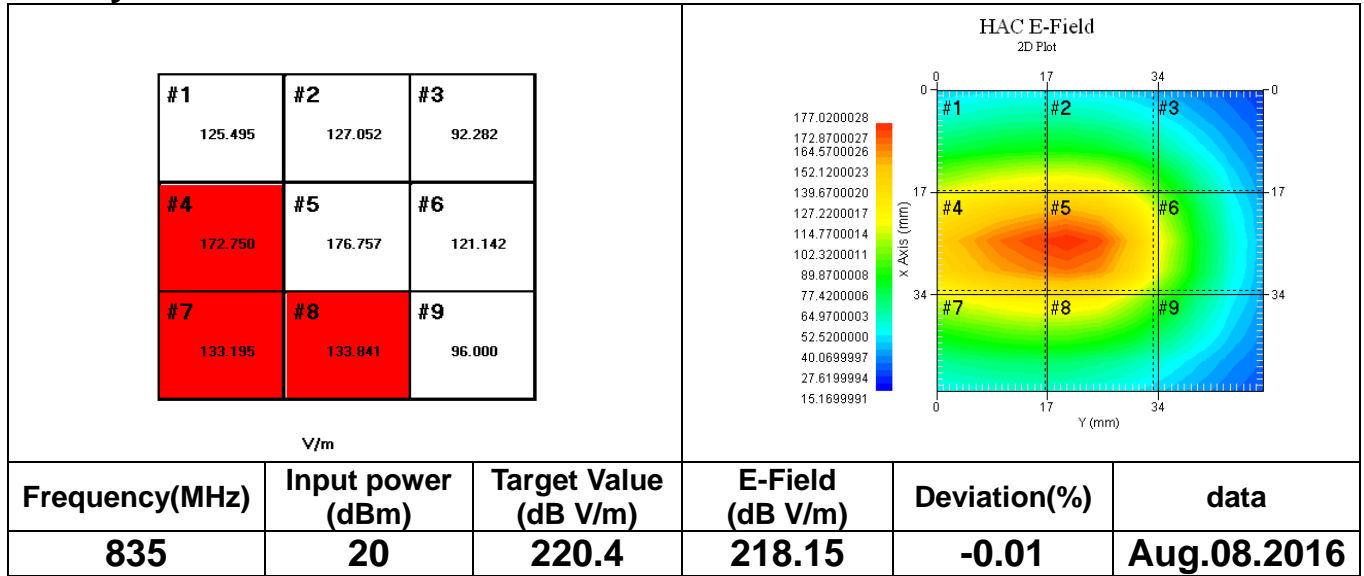 #1 #2 #3
125.495 127.052 92.282
#4 #5 #6
172.750 176.757 121.142
#7 #8 #9
133.195 133.841 96.000
V/m
HAC E-Field
2D Plot
177.0200028
172.8700027
164.5700026
152.1200023
139.6700020
127.2200017
114.7700014
102.3200011
89.8700008
77.4200006
64.9700003
52.5200000
40.0699997
27.6199994
15.1699991
0 17 34
0 0
#1 #2 #3
17 17
#4 #5 #6
x Axis (mm)
34 34
#7 #8 #9
0 17 34
Y (mm)
Frequency(MHz) Input power (dBm) Target Value (dB V/m) E-Field (dB V/m) Deviation(%) data
835 20 220.4 218.15 -0.01 Aug.08.2016